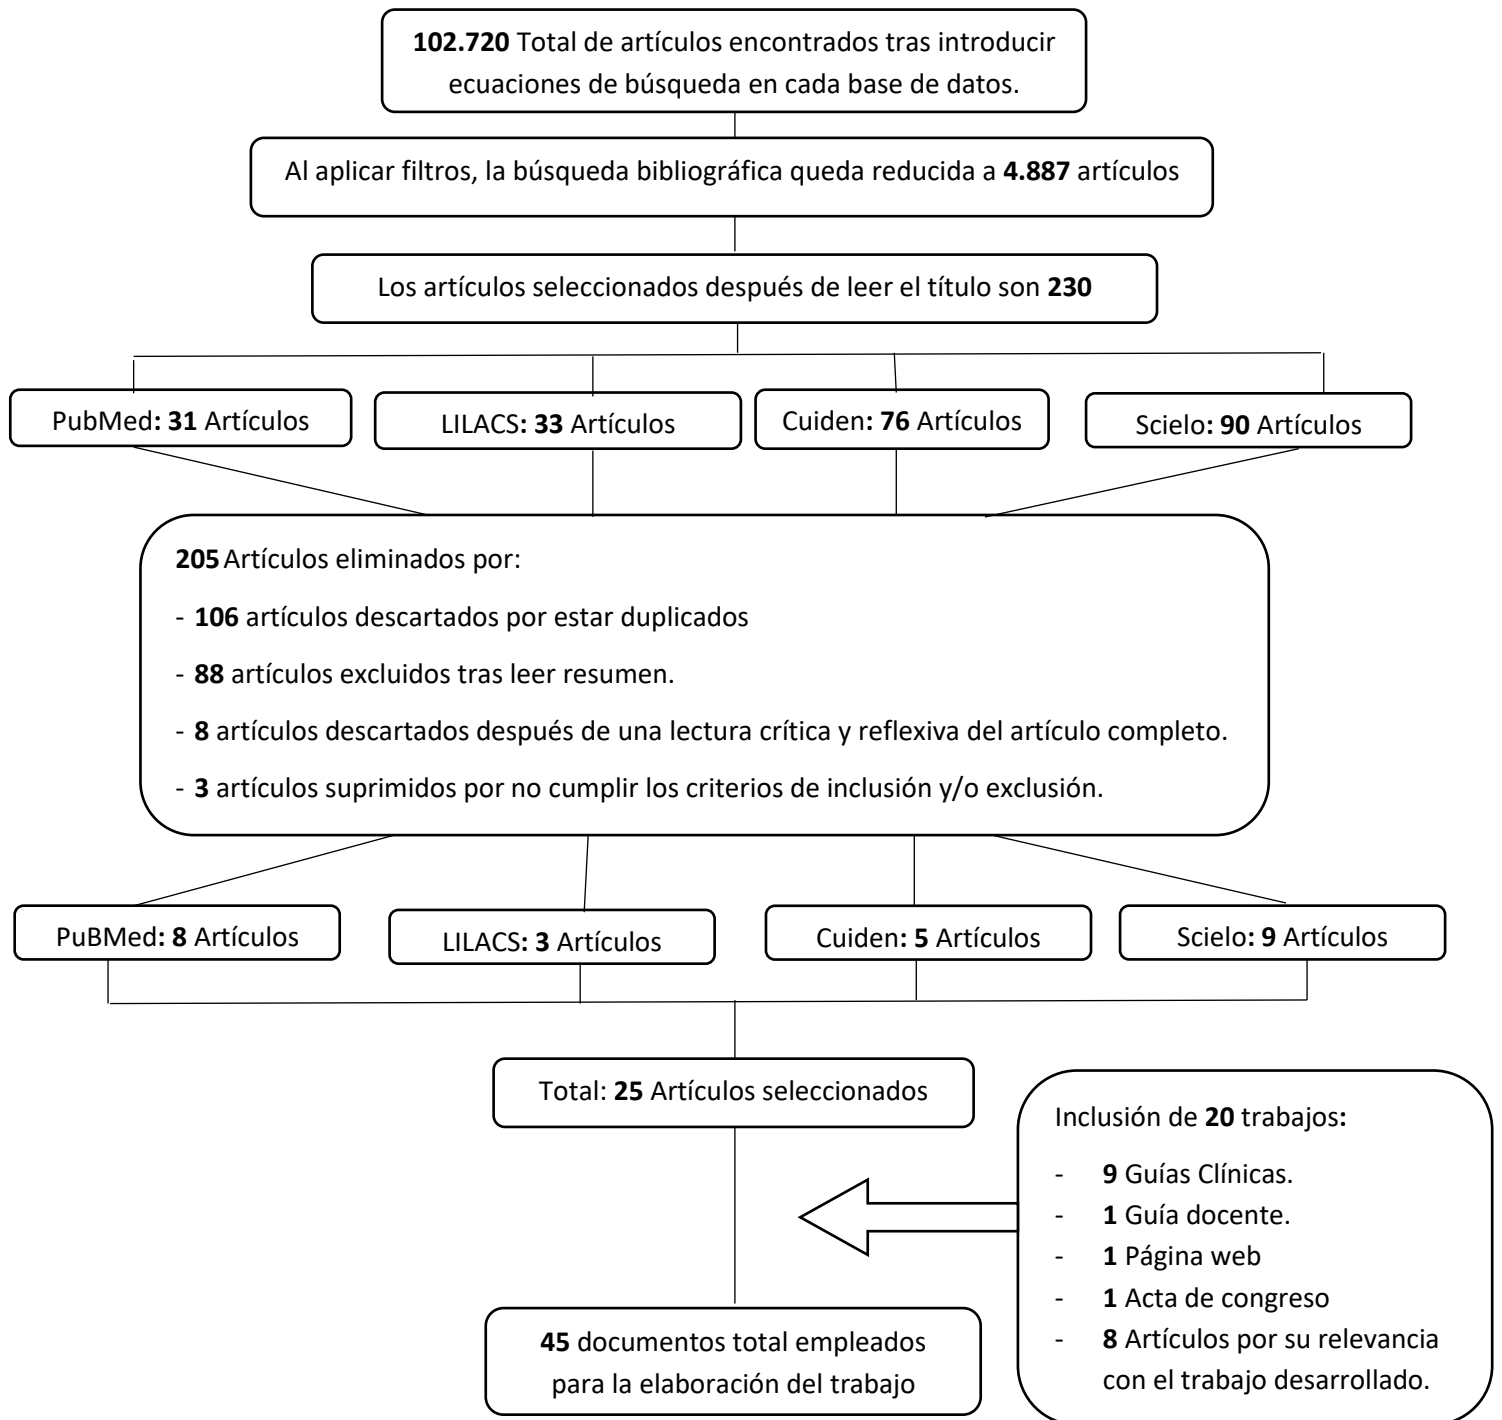 102.720 Total de artículos encontrados tras introducir
ecuaciones de búsqueda en cada base de datos.
Al aplicar filtros, la búsqueda bibliográfica queda reducida a 4.887 artículos
Los artículos seleccionados después de leer el título son 230
PubMed: 31 Artículos
LILACS: 33 Artículos
Cuiden: 76 Artículos
Scielo: 90 Artículos
205 Artículos eliminados por:
- 106 artículos descartados por estar duplicados
- 88 artículos excluidos tras leer resumen.
- 8 artículos descartados después de una lectura crítica y reflexiva del artículo completo.
- 3 artículos suprimidos por no cumplir los criterios de inclusión y/o exclusión.
PuBMed: 8 Artículos
LILACS: 3 Artículos
Cuiden: 5 Artículos
Scielo: 9 Artículos
Total: 25 Artículos seleccionados
Inclusión de 20 trabajos:
- 9 Guías Clínicas.
- 1 Guía docente.
- 1 Página web
- 1 Acta de congreso
- 8 Artículos por su relevancia
con el trabajo desarrollado.
45 documentos total empleados
para la elaboración del trabajo